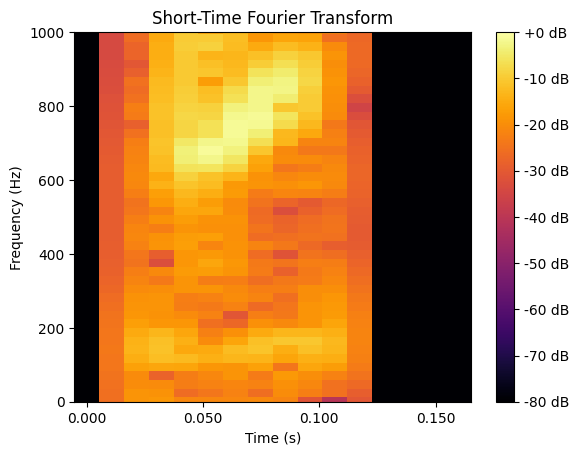 Short-Time Fourier Transform
1000
800
600
400
200
0
Frequency (Hz)
0.000
0.050
0.100
0.150
Time (s)
+0 dB
-10 dB
-20 dB
-30 dB
-40 dB
-50 dB
-60 dB
-70 dB
-80 dB